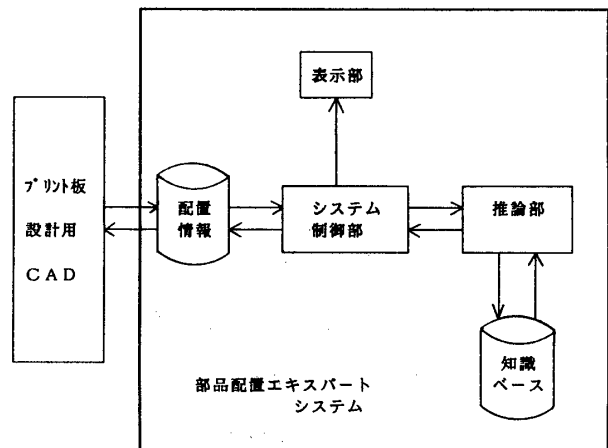 表示部
プリント板
設計用
CAD
配置
情報
システム
制御部
推論部
知識
ベース
部品配置エキスパート
システム